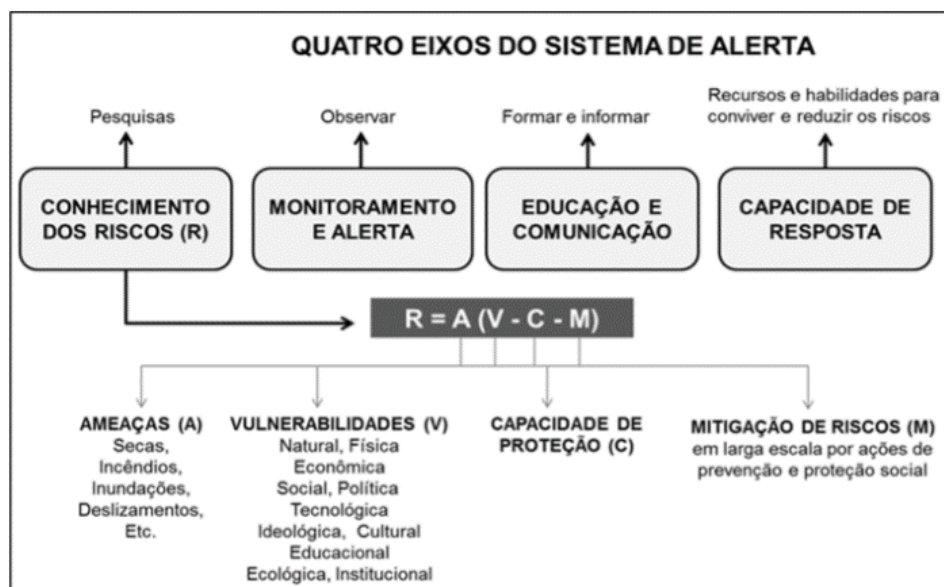 QUATRO EIXOS DO SISTEMA DE ALERTA
Pesquisas
Observar
Formar e informar
Recursos e habilidades para
conviver e reduzir os riscos
CONHECIMENTO
DOS RISCOS (R)
MONITORAMENTO
E ALERTA
EDUCAÇÃO E
COMUNICAÇÃO
CAPACIDADE DE
RESPOSTA
R = A (V - C - M)
AMEAÇAS (A)
Secas,
Incêndios,
Inundações,
Deslizamentos,
Etc.
VULNERABILIDADES (V)
Natural, Física
Econômica
Social, Política
Tecnológica
Ideológica, Cultural
Educacional
Ecológica, Institucional
CAPACIDADE DE
PROTEÇÃO (C)
MITIGAÇÃO DE RISCOS (M)
em larga escala por ações de
prevenção e proteção social